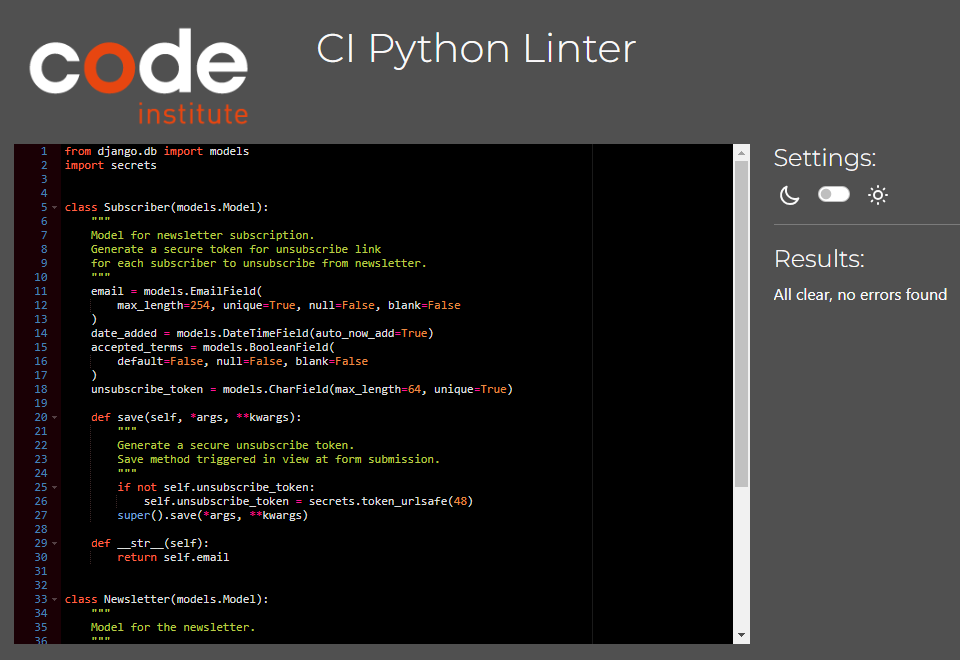 code
institute
CI Python Linter
1 from django.db import models
2 import secrets
3
4
5 class Subscriber(models.Model):
6     """
7     Model for newsletter subscription.
8     Generate a secure token for unsubscribe link
9     for each subscriber to unsubscribe from newsletter.
10     """
11     email = models.EmailField(
12         max_length=254, unique=True, null=False, blank=False
13     )
14     date_added = models.DateTimeField(auto_now_add=True)
15     accepted_terms = models.BooleanField(
16         default=False, null=False, blank=False
17     )
18     unsubscribe_token = models.CharField(max_length=64, unique=True)
19
20     def save(self, *args, **kwargs):
21         """
22         Generate a secure unsubscribe token.
23         Save method triggered in view at form submission.
24         """
25         if not self.unsubscribe_token:
26             self.unsubscribe_token = secrets.token_urlsafe(48)
27         super().save(*args, **kwargs)
28
29     def __str__(self):
30         return self.email
31
32
33 class Newsletter(models.Model):
34     """
35     Model for the newsletter.
36     """
Settings:
Results:
All clear, no errors found